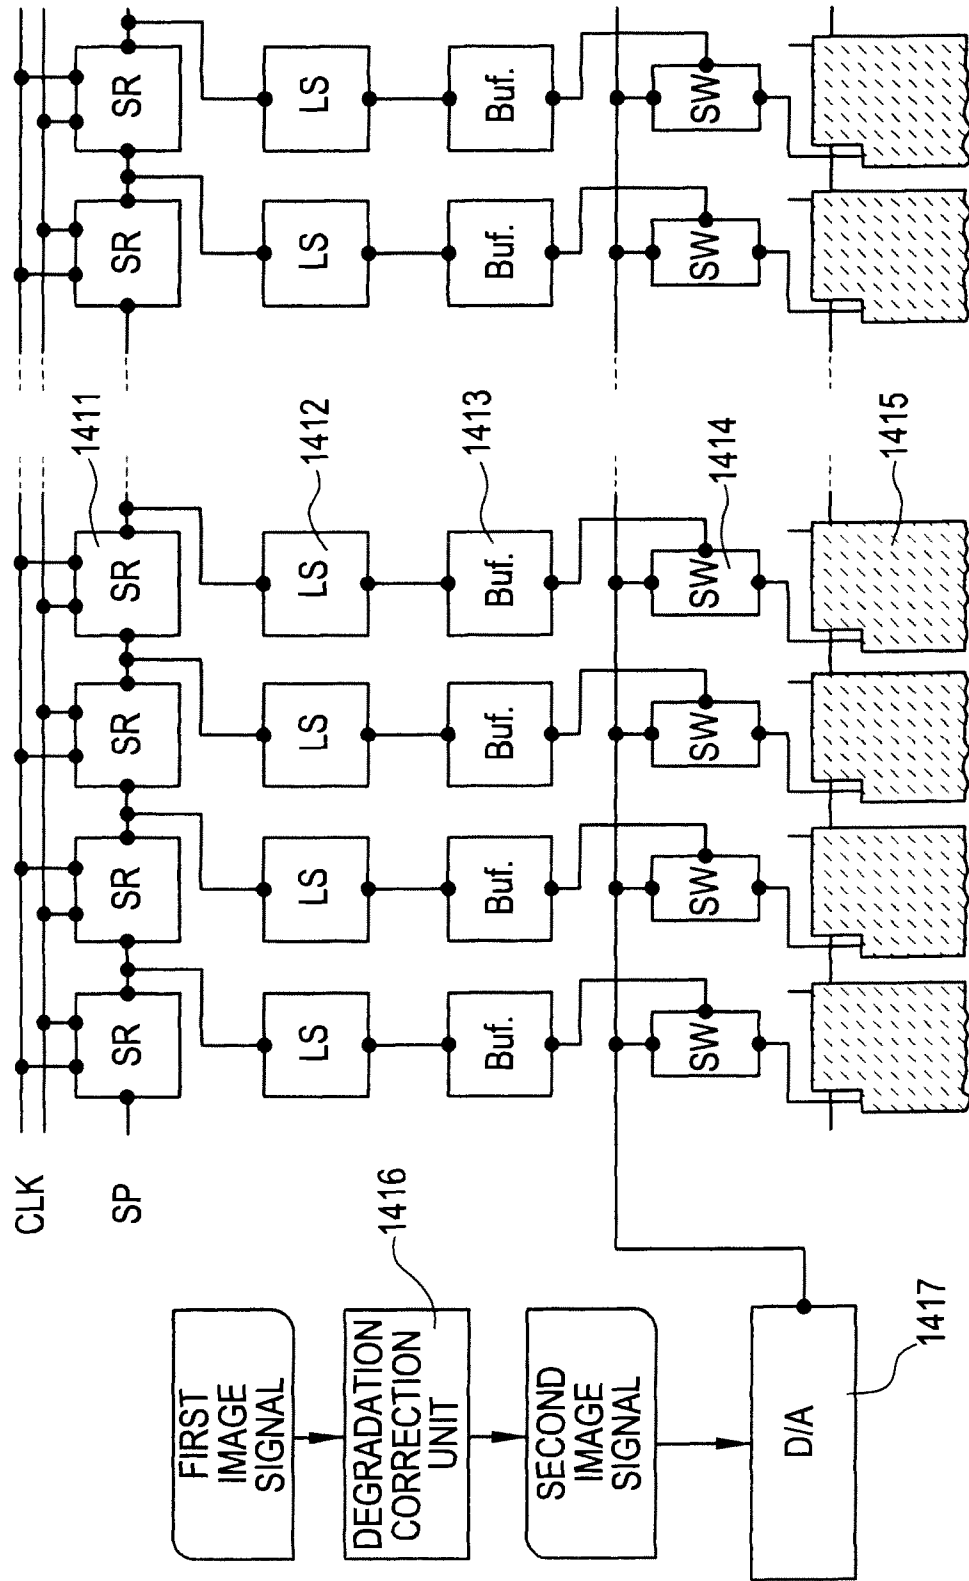 CLK
SP
SR
SR
SR
SR
SR
SR
1411
LS
LS
LS
LS
LS
LS
1412
Buf.
Buf.
Buf.
Buf.
Buf.
Buf.
1413
SW
SW
SW
SW
SW
SW
1414
1415
FIRST
IMAGE
SIGNAL
DEGRADATION
CORRECTION
UNIT
1416
SECOND
IMAGE
SIGNAL
D/A
1417